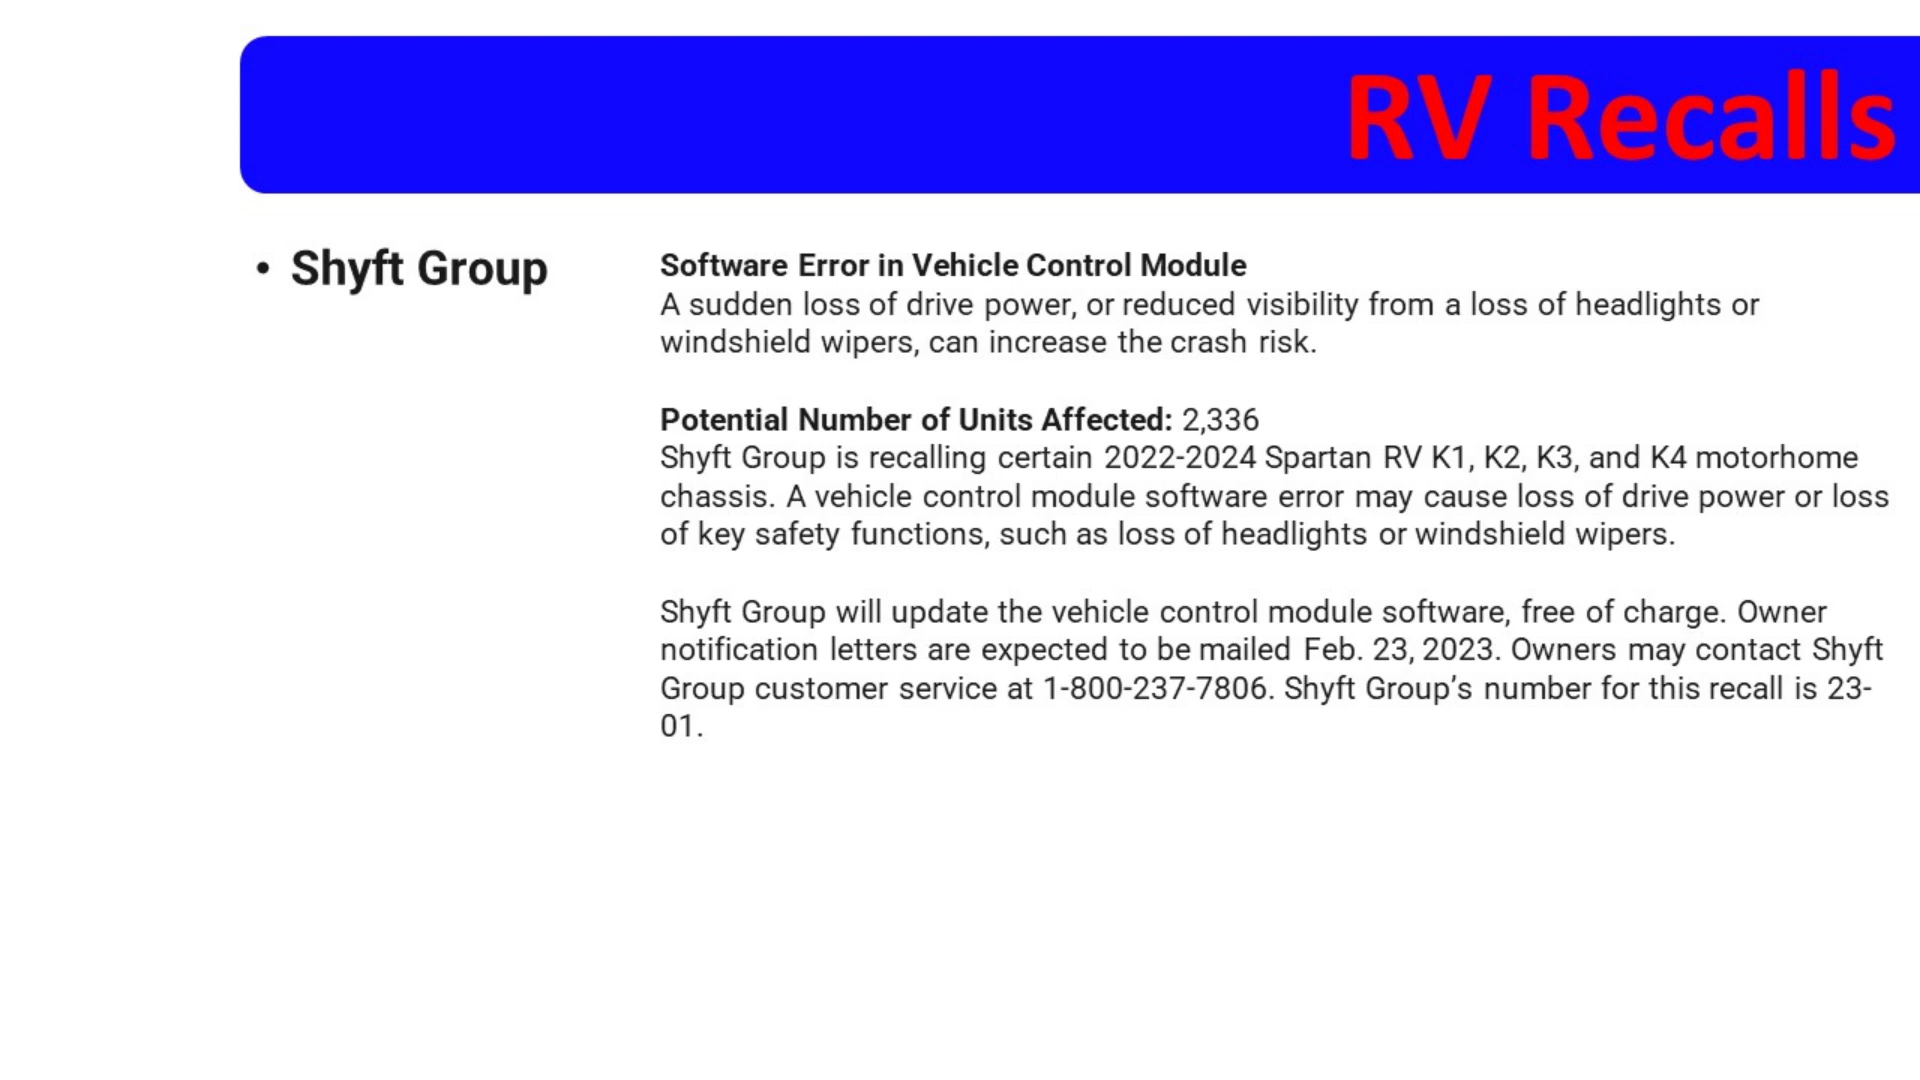 RV Recalls
• Shyft Group
Software Error in Vehicle Control Module
A sudden loss of drive power, or reduced visibility from a loss of headlights or
windshield wipers, can increase the crash risk.
Potential Number of Units Affected: 2,336
Shyft Group is recalling certain 2022-2024 Spartan RV K1, K2, K3, and K4 motorhome
chassis. A vehicle control module software error may cause loss of drive power or loss
of key safety functions, such as loss of headlights or windshield wipers.
Shyft Group will update the vehicle control module software, free of charge. Owner
notification letters are expected to be mailed Feb. 23, 2023. Owners may contact Shyft
Group customer service at 1-800-237-7806. Shyft Group’s number for this recall is 23-
01.